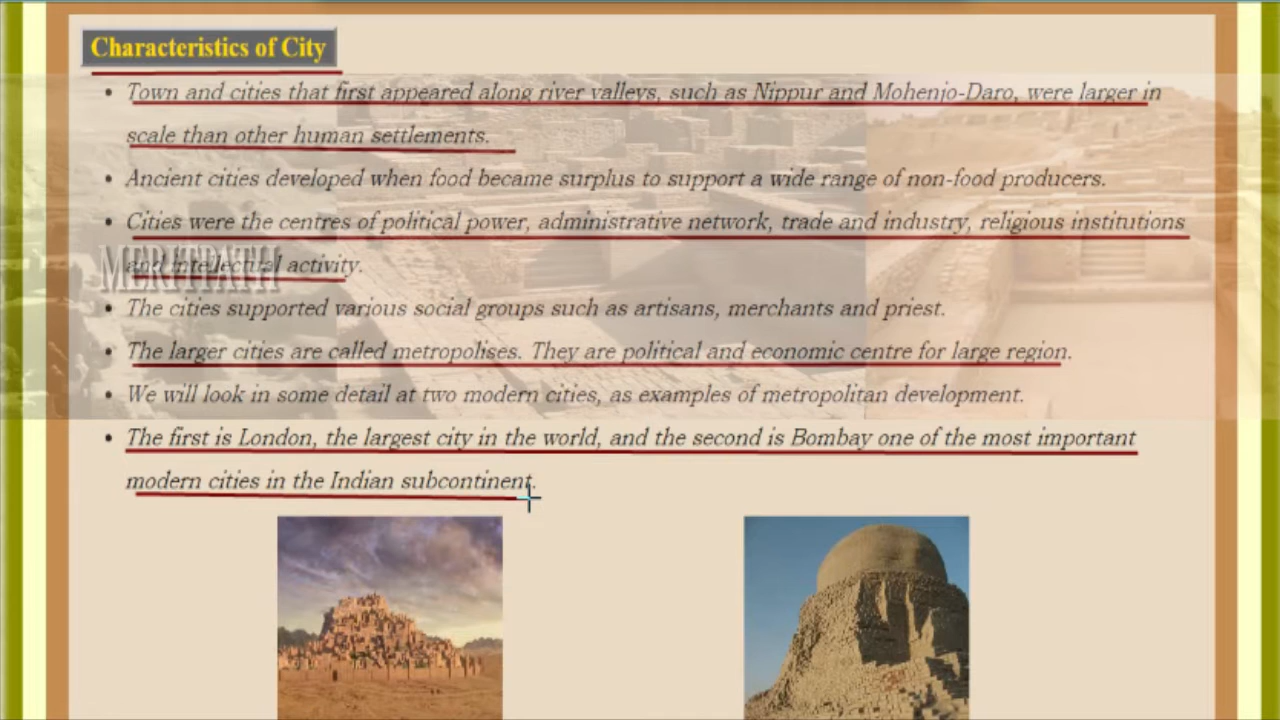 Characteristics of City
• Town and cities that first appeared along river valleys, such as Nippur and Mohenjo-Daro, were larger in
scale than other human settlements.
• Ancient cities developed when food became surplus to support a wide range of non-food producers.
• Cities were the centres of political power, administrative network, trade and industry, religious institutions
and intellectual activity.
MERITPATH
• The cities supported various social groups such as artisans, merchants and priest.
• The larger cities are called metropolises. They are political and economic centre for large region.
• We will look in some detail at two modern cities, as examples of metropolitan development.
• The first is London, the largest city in the world, and the second is Bombay one of the most important
modern cities in the Indian subcontinent.